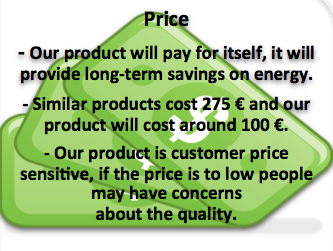 Price
- Our product will pay for itself, it will
provide long-term savings on energy.
- Similar products cost 275 € and our
product will cost around 100 €.
- Our product is customer price
sensitive, if the price is to low people
may have concerns
about the quality.